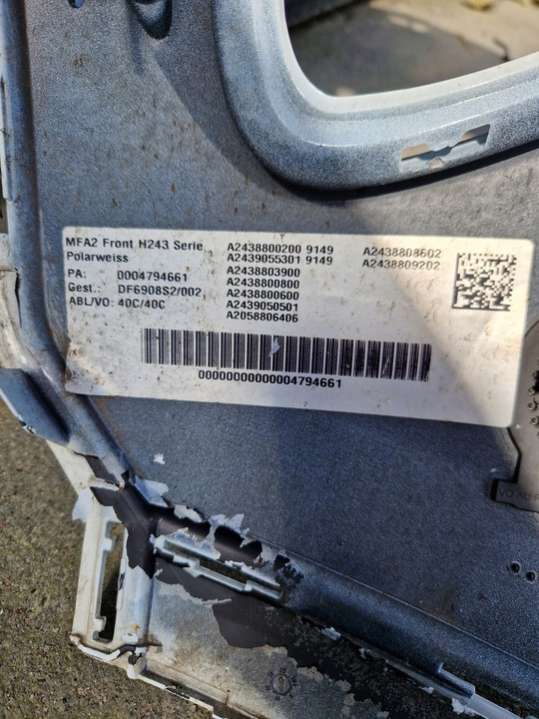 MFA2 Front H243 Serie
Polarweiss
PA: 0004794661
Gest.: DF6908S2/002
ABL/VO: 40C/40C
A2438800200 9149
A2439055301 9149
A2438803900
A2438800800
A2438800600
A2439050501
A2058806406
A2438808602
A2438809202
00000000000004794661